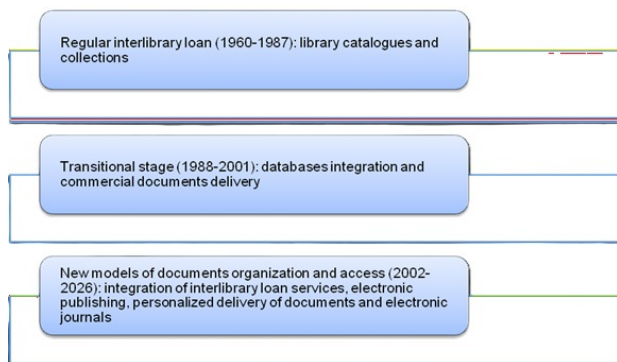 Regular interlibrary loan (1960-1987): library catalogues and
collections
Transitional stage (1988-2001): databases integration and
commercial documents delivery
New models of documents organization and access (2002-
2026): integration of interlibrary loan services, electronic
publishing, personalized delivery of documents and electronic
journals